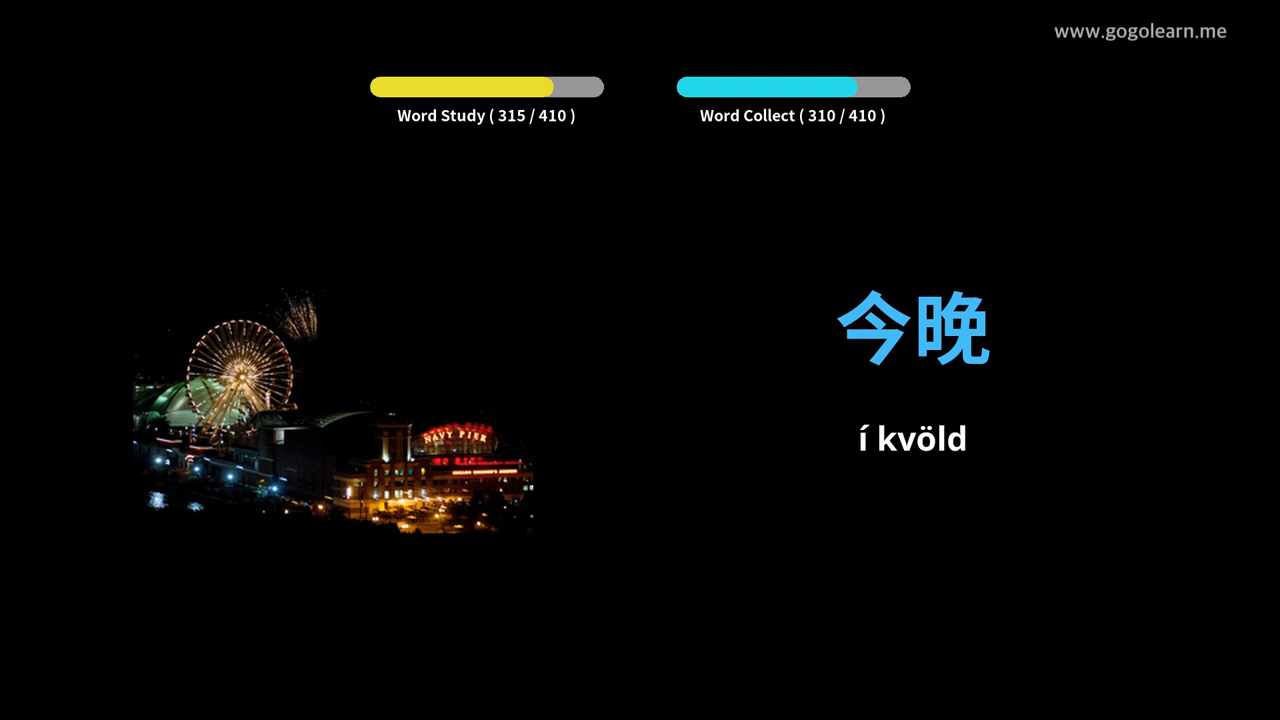 www.gogolearn.me
Word Study ( 315 / 410 )
Word Collect ( 310 / 410 )
今晚
í kvöld
NAVY PIER